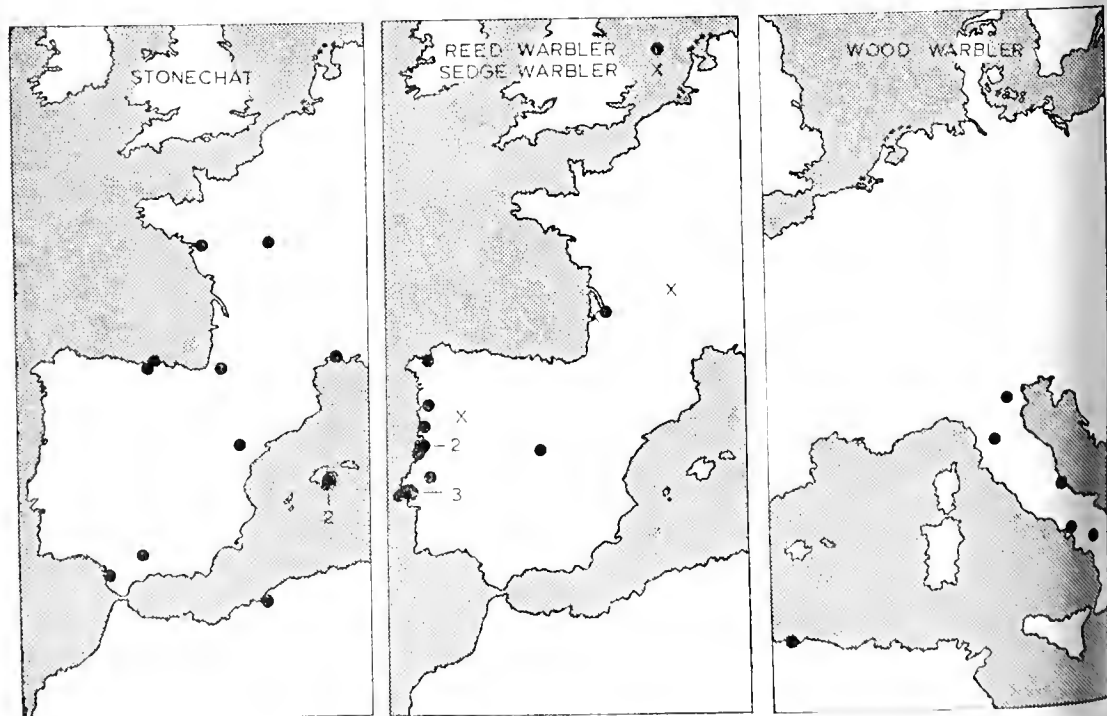 STONECHAT
2
REED WARBLER ●
SEDGE WARBLER X
X
X
2
3
WOOD WARBLER